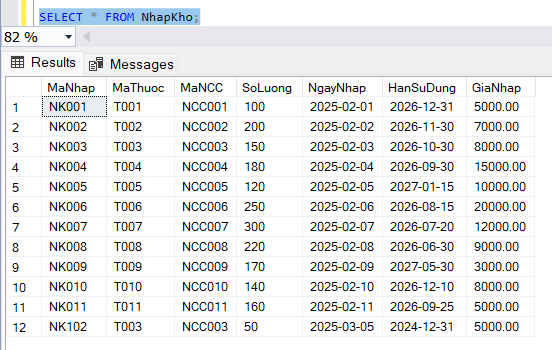 SELECT * FROM NhapKho;
82 %
Results Messages
MaNhap MaThuoc MaNCC SoLuong NgayNhap HanSuDung GiaNhap
1 NK001 T001 NCC001 100 2025-02-01 2026-12-31 5000.00
2 NK002 T002 NCC002 200 2025-02-02 2026-11-30 7000.00
3 NK003 T003 NCC003 150 2025-02-03 2026-10-30 8000.00
4 NK004 T004 NCC004 180 2025-02-04 2026-09-30 15000.00
5 NK005 T005 NCC005 120 2025-02-05 2027-01-15 10000.00
6 NK006 T006 NCC006 250 2025-02-06 2026-08-15 20000.00
7 NK007 T007 NCC007 300 2025-02-07 2026-07-20 12000.00
8 NK008 T008 NCC008 220 2025-02-08 2026-06-30 9000.00
9 NK009 T009 NCC009 170 2025-02-09 2027-05-30 3000.00
10 NK010 T010 NCC010 140 2025-02-10 2026-12-10 8000.00
11 NK011 T011 NCC011 160 2025-02-11 2026-09-25 5000.00
12 NK102 T003 NCC003 50 2025-03-05 2024-12-31 5000.00